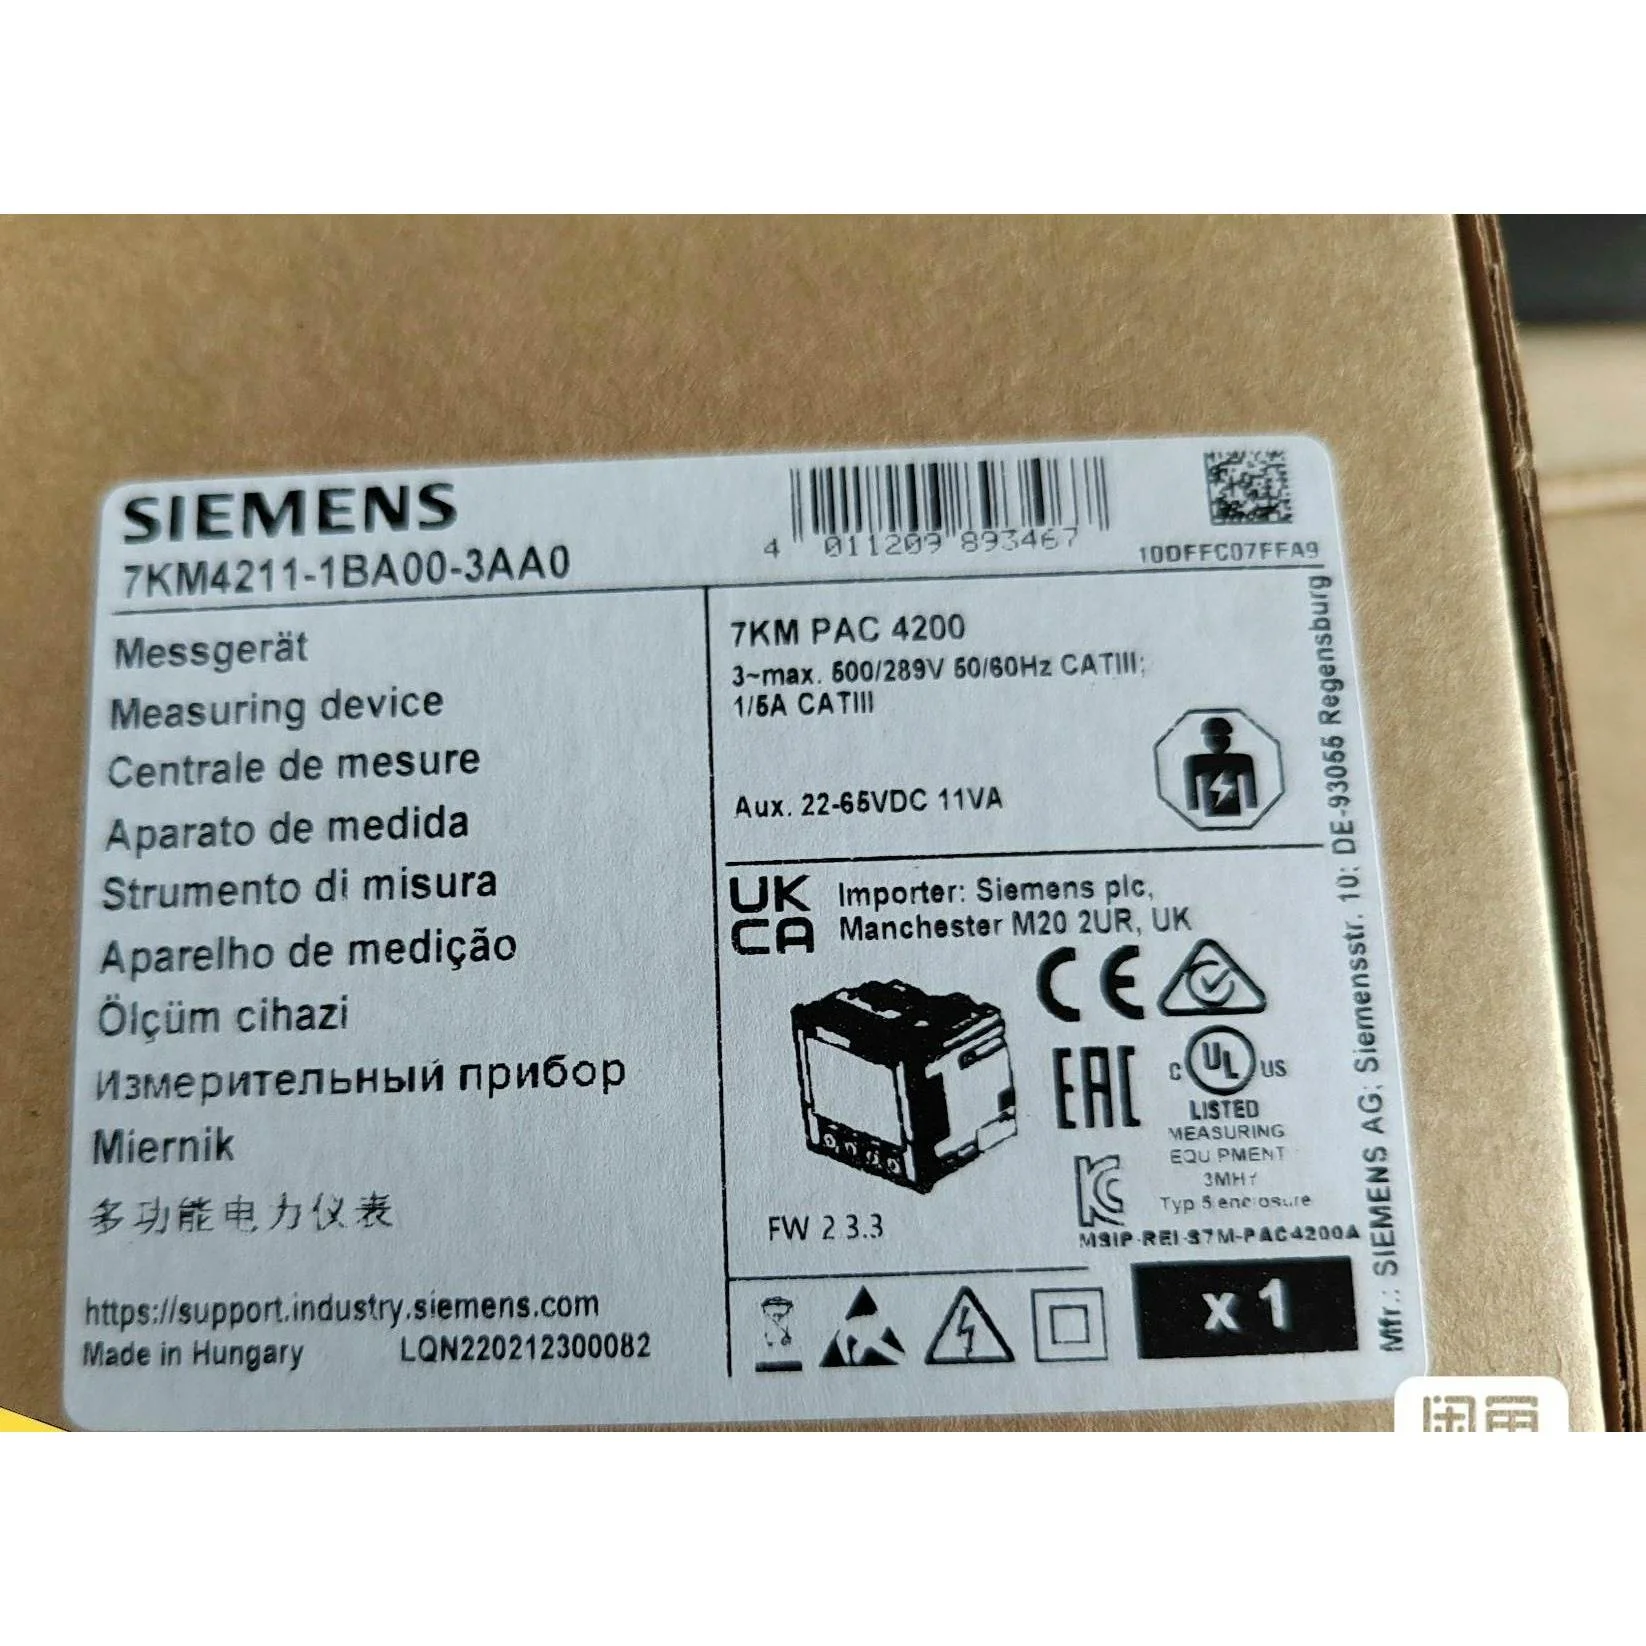 SIEMENS
7KM4211-1BA00-3AA0
4 011209 893467
10DFFC07FFA9
Messgerät
Measuring device
Centrale de mesure
Aparato de medida
Strumento di misura
Aparelho de medição
Ölçüm cihazi
Измерительный прибор
Miernik
多功能电力仪表
https://support.industry.siemens.com
Made in Hungary LQN220212300082
7KM PAC 4200
3~max. 500/289V 50/60Hz CATIII;
1/5A CATIII
Aux. 22-65VDC 11VA
UK
CA
Importer: Siemens plc,
Manchester M20 2UR, UK
CE
EAC
C UL US
LISTED
MEASURING
EQUIPMENT
Typ 5 enclosure
FW 2.3.3
MSIP-REI-S7M-PAC4200A
x 1
Mfr.: SIEMENS AG; Siemensstr. 10; DE-93055 Regensburg